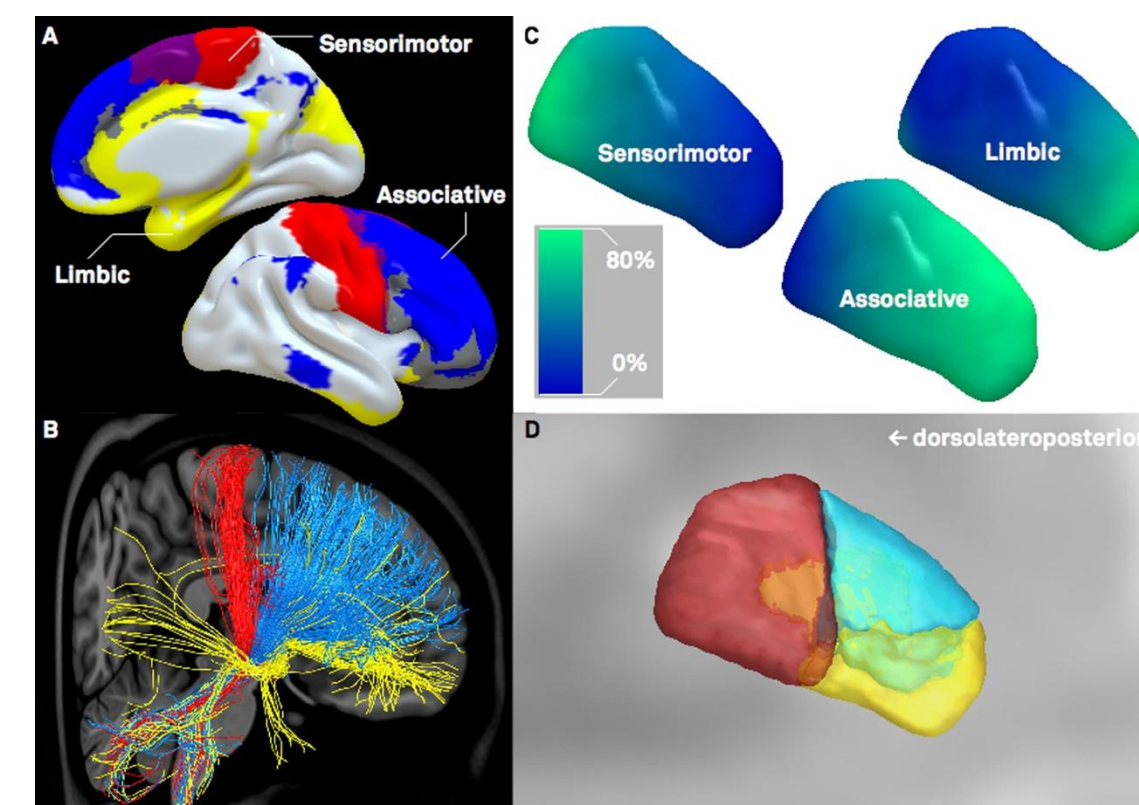 A
Sensorimotor
Associative
Limbic
B
C
Sensorimotor
Limbic
Associative
80%
0%
D
← dorsolateroposterior